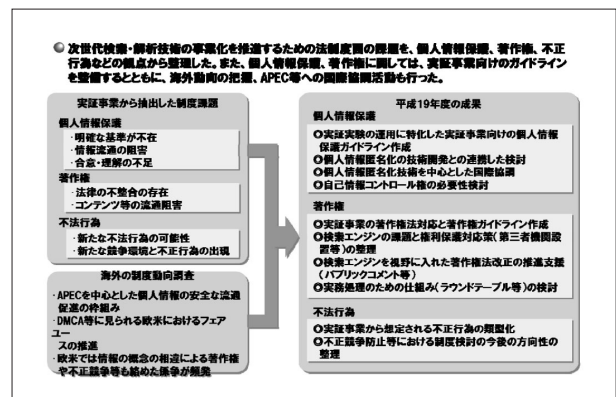 ◎次世代検索・解析技術の事業化を推進するための法制度面の課題を、個人情報保護、著作権、不正
行為などの観点から整理した。また、個人情報保護、著作権に関しては、実証事業向けのガイドライン
を整備するとともに、海外動向の把握、APEC等への国際協調活動も行った。
実証事業から抽出した制度課題
個人情報保護
・明確な基準が不在
・情報流通の阻害
・合意・理解の不足
著作権
・法律の不整合の存在
・コンテンツ等の流通阻害
不法行為
・新たな不法行為の可能性
・新たな競争環境と不正行為の出現
海外の制度動向調査
・APECを中心とした個人情報の安全な流通
促進の枠組み
・DMCA等に見られる欧米におけるフェア
ユー
スの推進
・欧米では情報の概念の相違による著作権
や不正競争等も絡めた係争が頻発
平成19年度の成果
個人情報保護
◎実証実験の運用に特化した実証事業向けの個人情報
保護ガイドライン作成
◎個人情報匿名化の技術開発との連携した検討
◎個人情報匿名化技術を中心とした国際協調
◎自己情報コントロール権の必要性検討
著作権
◎実証事業の著作権法対応と著作権ガイドライン作成
◎検索エンジンの課題と権利保護対応策(第三者機関設
置等)の整理
◎検索エンジンを視野に入れた著作権法改正の推進支援
(パブリックコメント等)
◎実務処理のための仕組み(ラウンドテーブル等)の検討
不法行為
◎実証事業から想定される不正行為の類型化
◎不正競争防止等における制度検討の今後の方向性の
整理